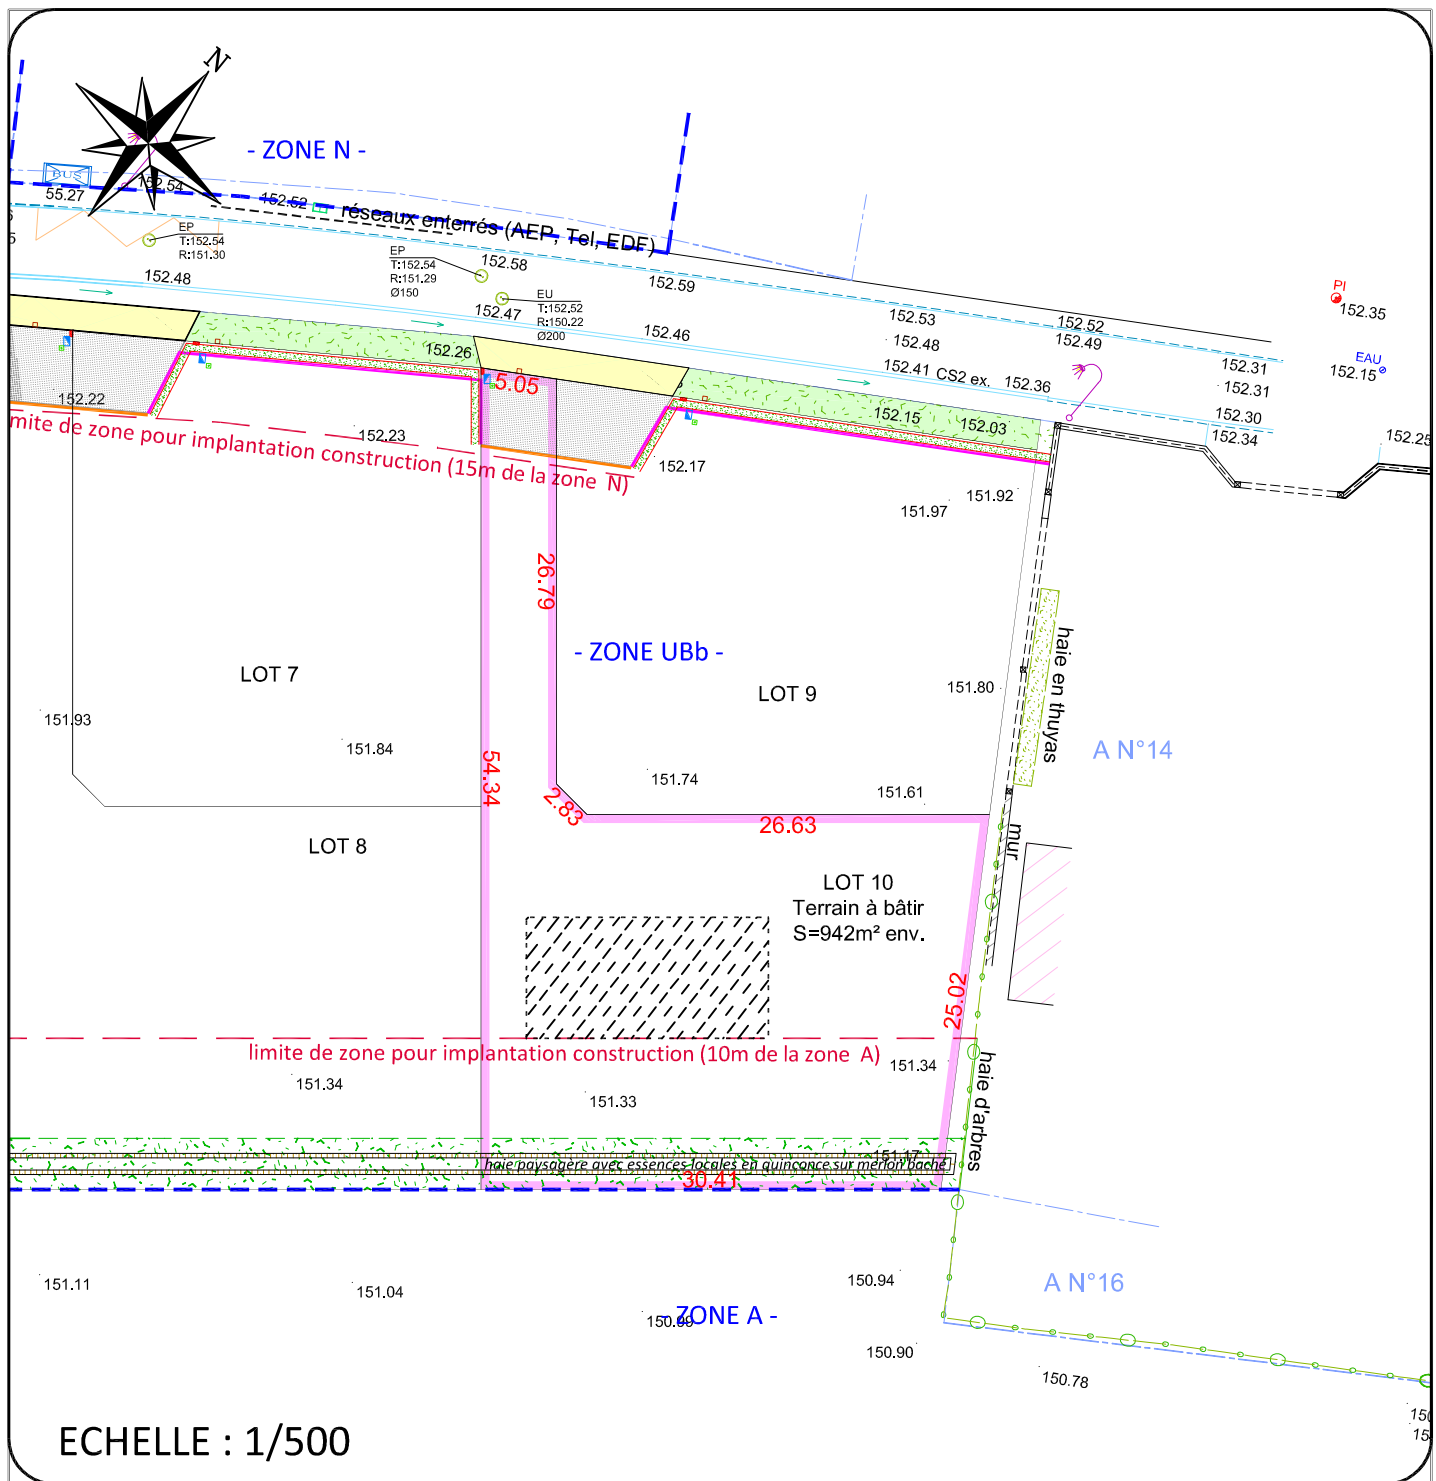 N
- ZONE N -
BUS
55.27
152.54
152.52
réseaux enterrés (AEP, Tel, EDF)
EP
T:152.54
R:151.30
EP
T:152.54
R:151.29
Ø150
152.58
152.59
EU
T:152.52
R:150.22
Ø200
152.48
152.47
152.46
152.53
152.52
PI
152.35
152.48
152.49
EAU
152.15
152.31
152.31
152.41
CS2 ex.
152.36
152.30
152.34
152.25
152.26
5.05
152.22
152.15
152.03
152.23
mite de zone pour implantation construction (15m de la zone N)
152.17
151.92
151.97
26.79
- ZONE UBb -
haie en thuyas
LOT 7
LOT 9
151.80
151.93
151.84
A N°14
54.34
151.74
151.61
2.83
26.63
mur
LOT 8
LOT 10
Terrain à bâtir
S=942m² env.
25.02
limite de zone pour implantation construction (10m de la zone A)
151.34
151.34
151.33
haie d'arbres
151.17
haie paysagère avec essences locales en quinconce sur merlon baché
30.41
151.11
151.04
150.94
A N°16
150.99
- ZONE A -
150.90
150.78
ECHELLE : 1/500